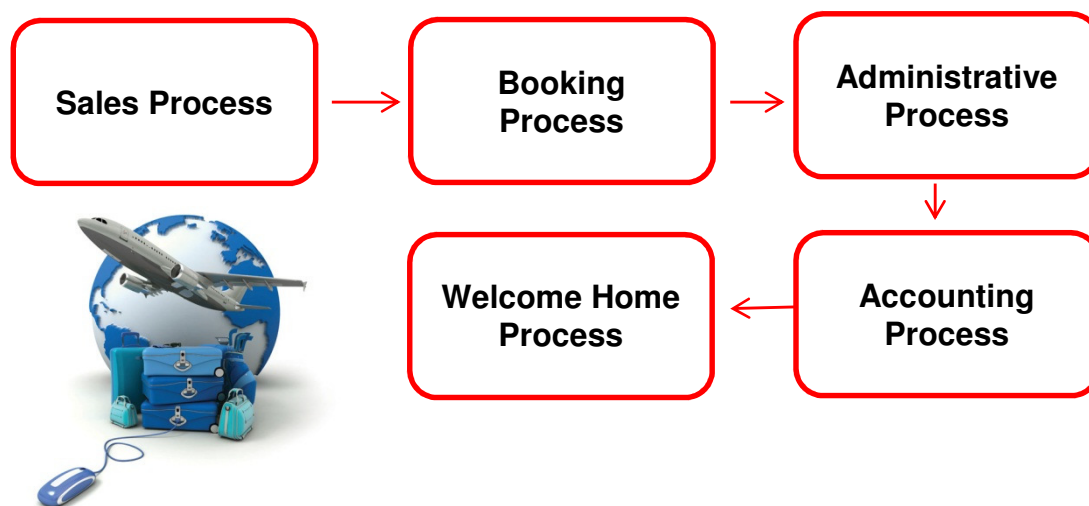 Sales Process
Booking
Process
Administrative
Process
Welcome Home
Process
Accounting
Process